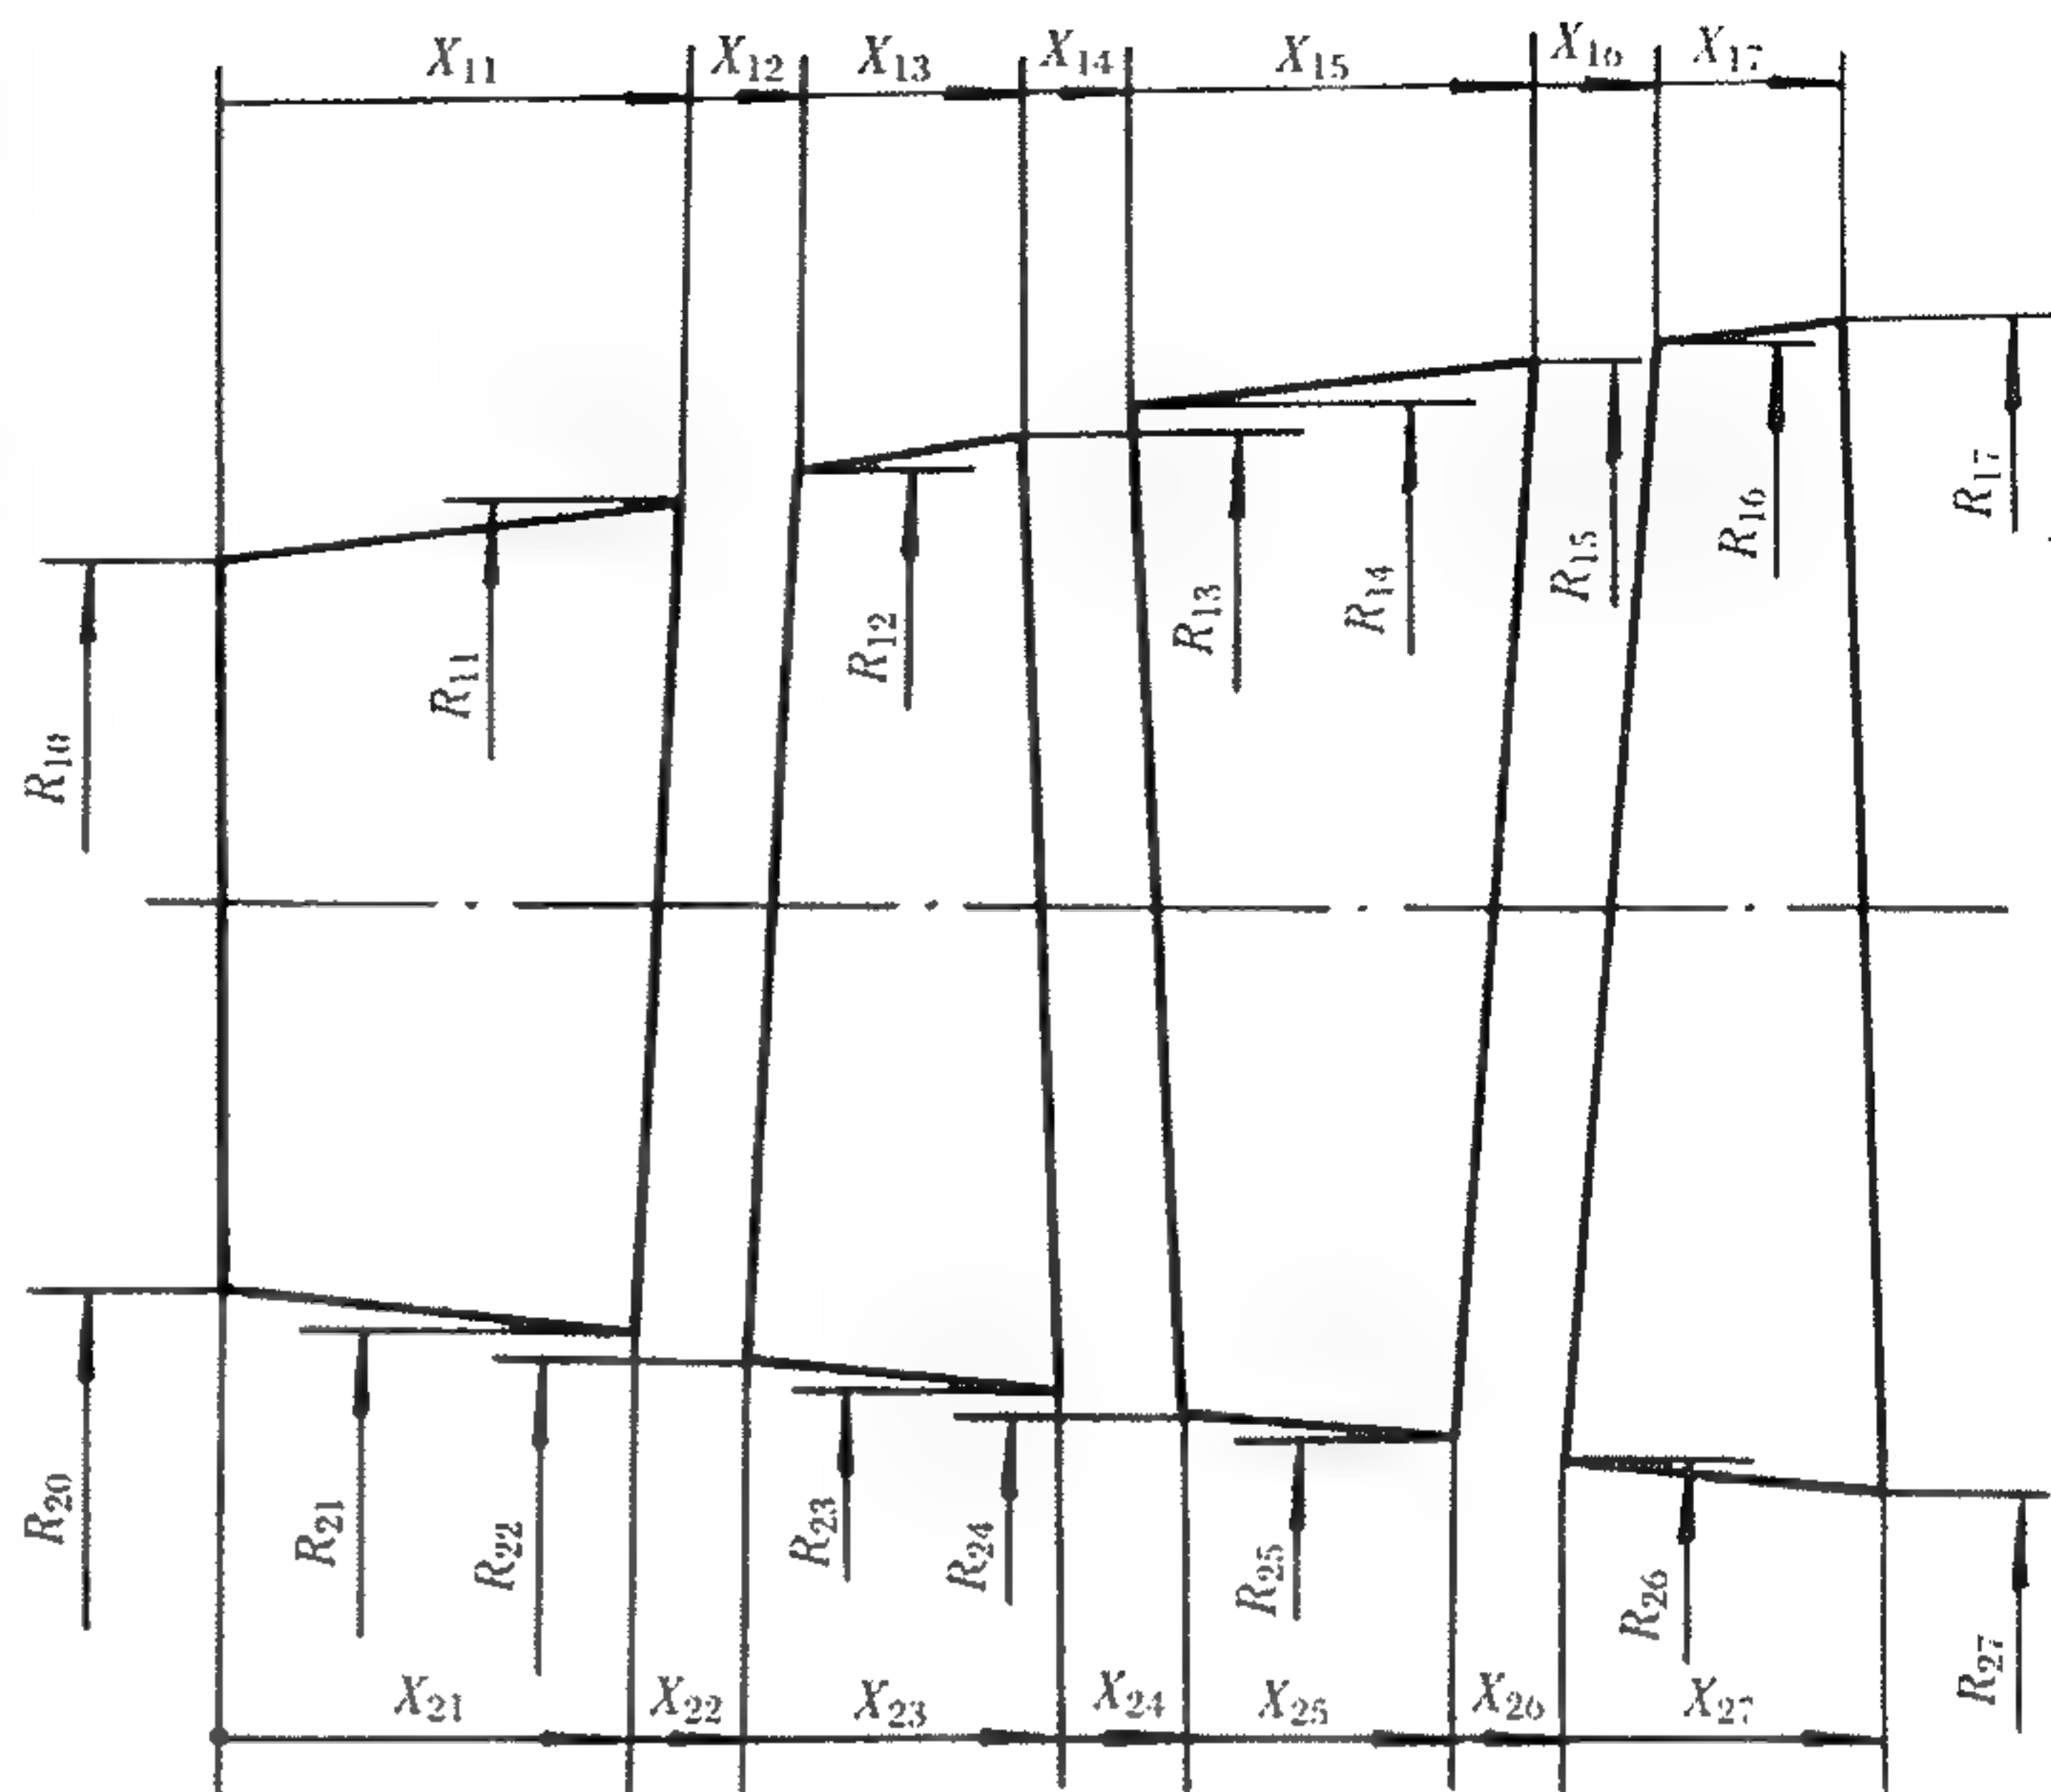 X₁₁ X₁₂ X₁₃ X₁₄ X₁₅ X₁₆ X₁₇
R₁₀ R₁₁ R₁₂ R₁₃ R₁₄ R₁₅ R₁₆ R₁₇
R₂₀ R₂₁ R₂₂ R₂₃ R₂₄ R₂₅ R₂₆ R₂₇
X₂₁ X₂₂ X₂₃ X₂₄ X₂₅ X₂₆ X₂₇